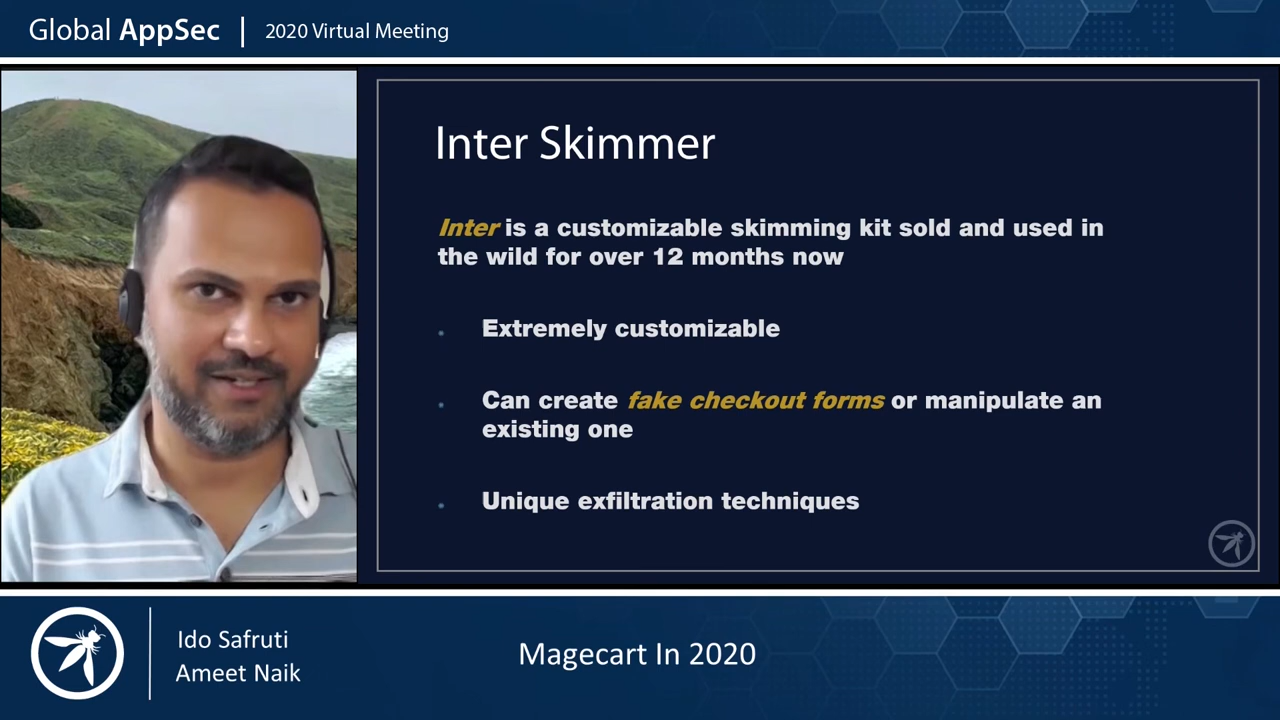 Global AppSec | 2020 Virtual Meeting
Inter Skimmer
Inter is a customizable skimming kit sold and used in
the wild for over 12 months now
Extremely customizable
Can create fake checkout forms or manipulate an
existing one
Unique exfiltration techniques
Ido Safruti
Ameet Naik
Magecart In 2020